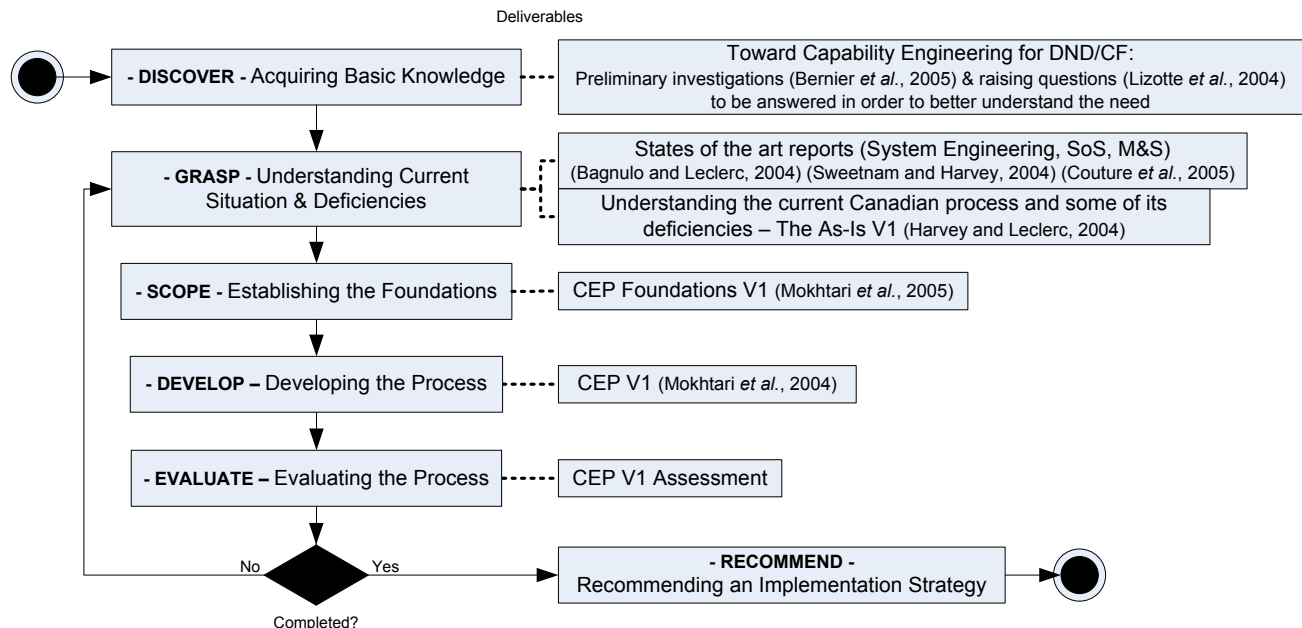 Deliverables
- DISCOVER - Acquiring Basic Knowledge
Toward Capability Engineering for DND/CF:
Preliminary investigations (Bernier et al., 2005) & raising questions (Lizotte et al., 2004)
to be answered in order to better understand the need
- GRASP - Understanding Current
Situation & Deficiencies
States of the art reports (System Engineering, SoS, M&S)
(Bagnulo and Leclerc, 2004) (Sweetnam and Harvey, 2004) (Couture et al., 2005)
Understanding the current Canadian process and some of its
deficiencies – The As-Is V1 (Harvey and Leclerc, 2004)
- SCOPE - Establishing the Foundations
CEP Foundations V1 (Mokhtari et al., 2005)
- DEVELOP – Developing the Process
CEP V1 (Mokhtari et al., 2004)
- EVALUATE – Evaluating the Process
CEP V1 Assessment
No
Yes
Completed?
- RECOMMEND -
Recommending an Implementation Strategy